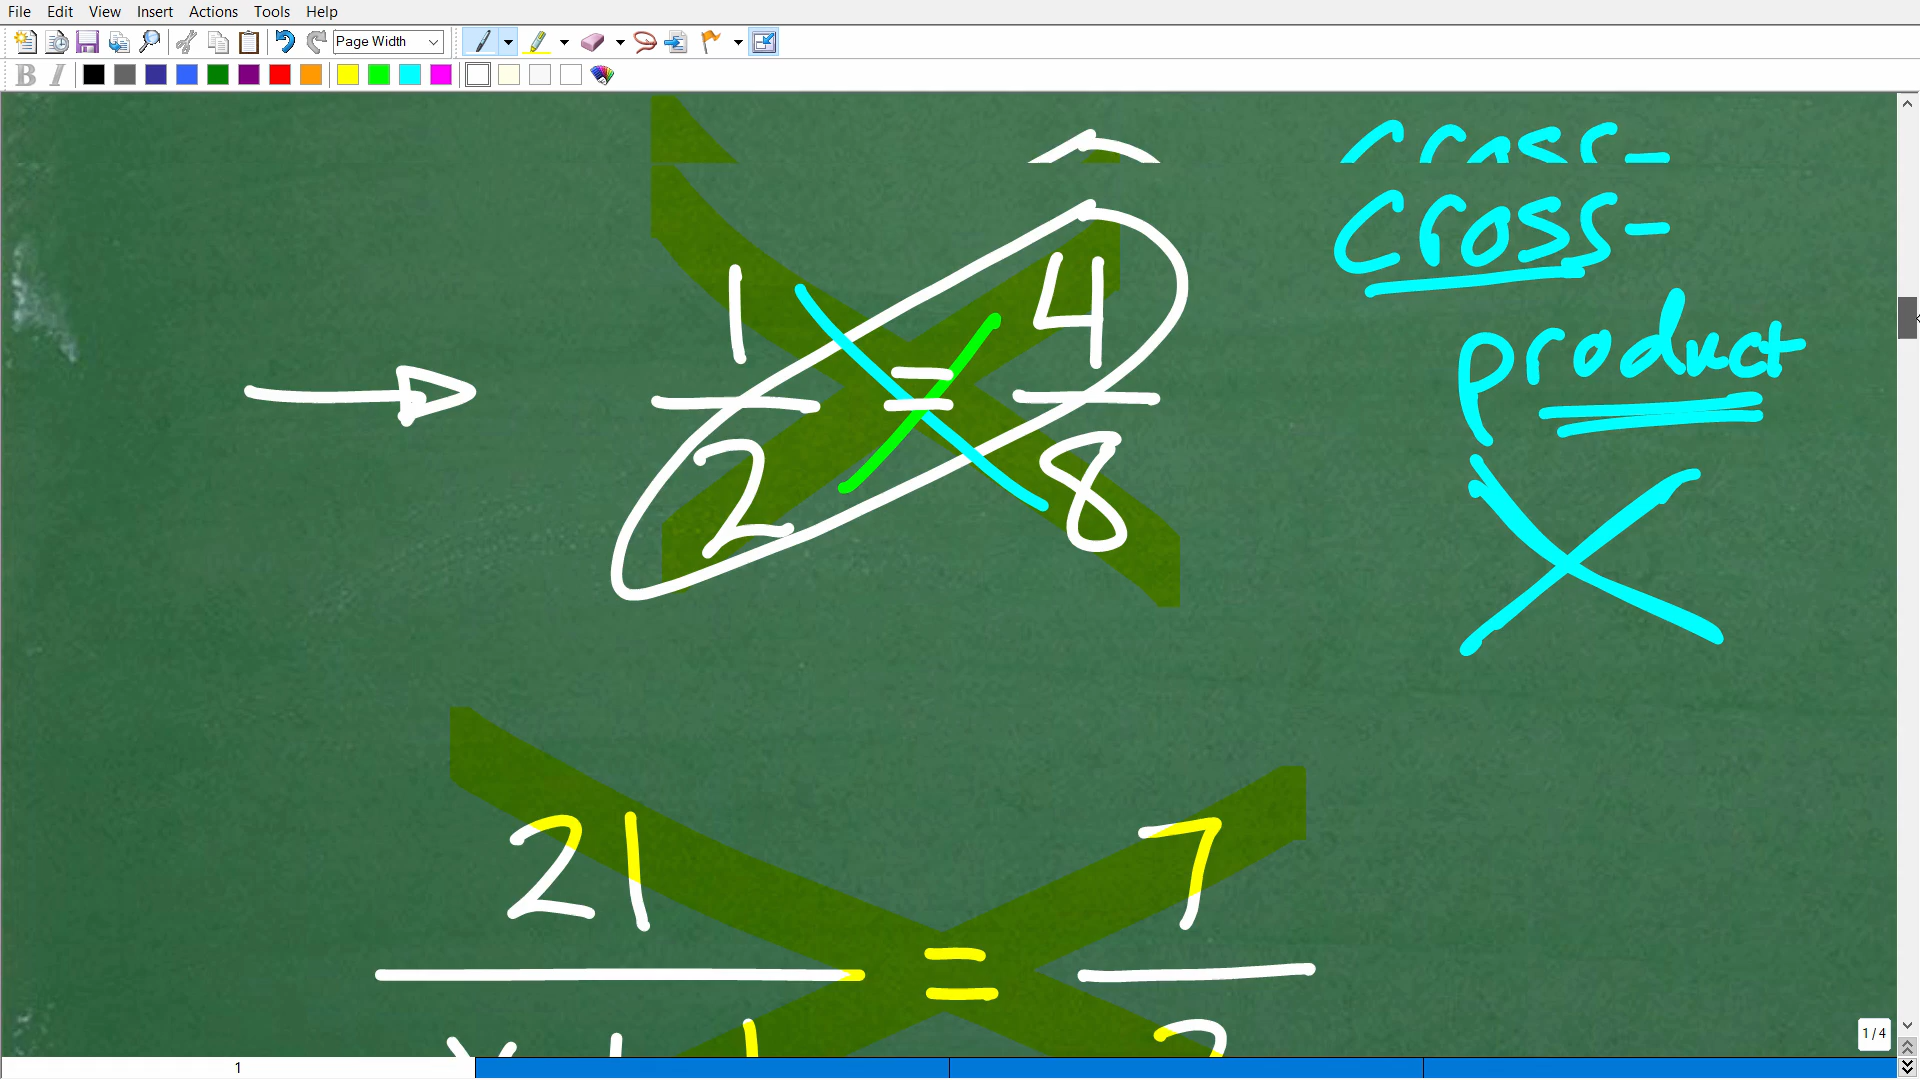 File Edit View Insert Actions Tools Help
Page Width
B I
cross-
1/2 = 4/8
product
21 = 7
1 / 4
1